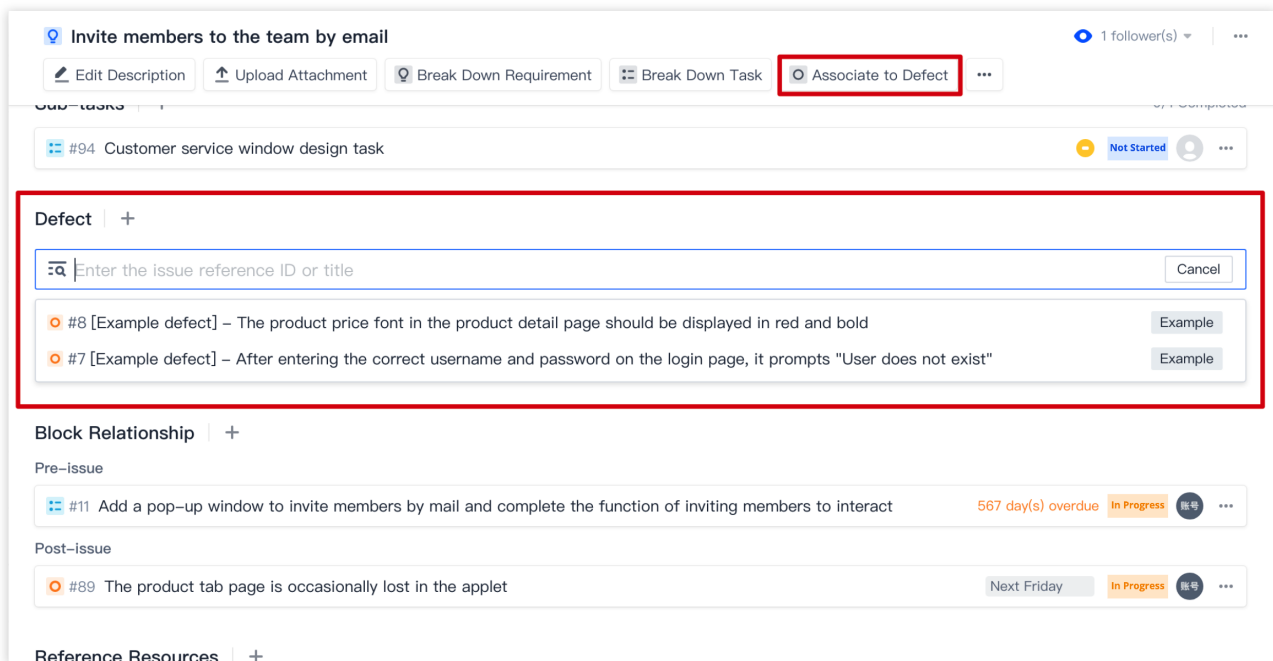 Invite members to the team by email
1 follower(s)
Edit Description
Upload Attachment
Break Down Requirement
Break Down Task
Associate to Defect
Sub-tasks
0/1 Completed
#94 Customer service window design task
Not Started
Defect
Enter the issue reference ID or title
Cancel
#8 [Example defect] – The product price font in the product detail page should be displayed in red and bold
Example
#7 [Example defect] – After entering the correct username and password on the login page, it prompts "User does not exist"
Example
Block Relationship
Pre-issue
#11 Add a pop-up window to invite members by mail and complete the function of inviting members to interact
567 day(s) overdue
In Progress
账号
Post-issue
#89 The product tab page is occasionally lost in the applet
Next Friday
In Progress
账号
Reference Resources